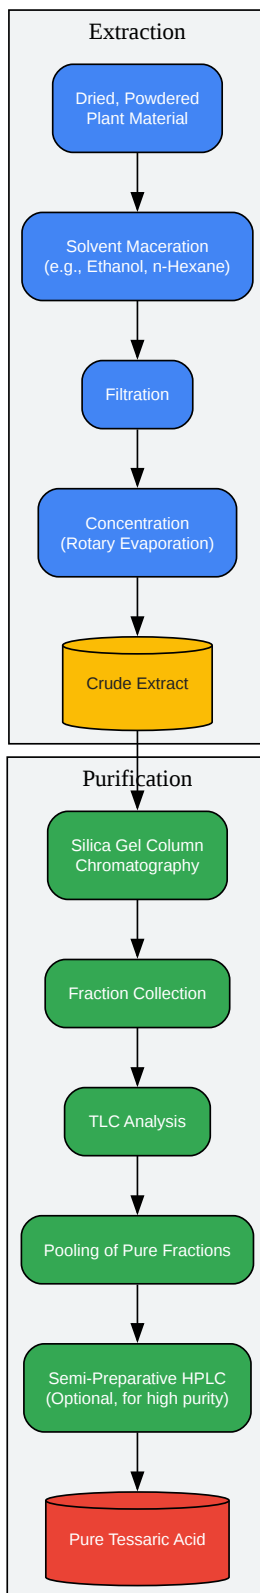 Extraction
Dried, Powdered
Plant Material
Solvent Maceration
(e.g., Ethanol, n-Hexane)
Filtration
Concentration
(Rotary Evaporation)
Crude Extract
Purification
Silica Gel Column
Chromatography
Fraction Collection
TLC Analysis
Pooling of Pure Fractions
Semi-Preparative HPLC
(Optional, for high purity)
Pure Tessaric Acid